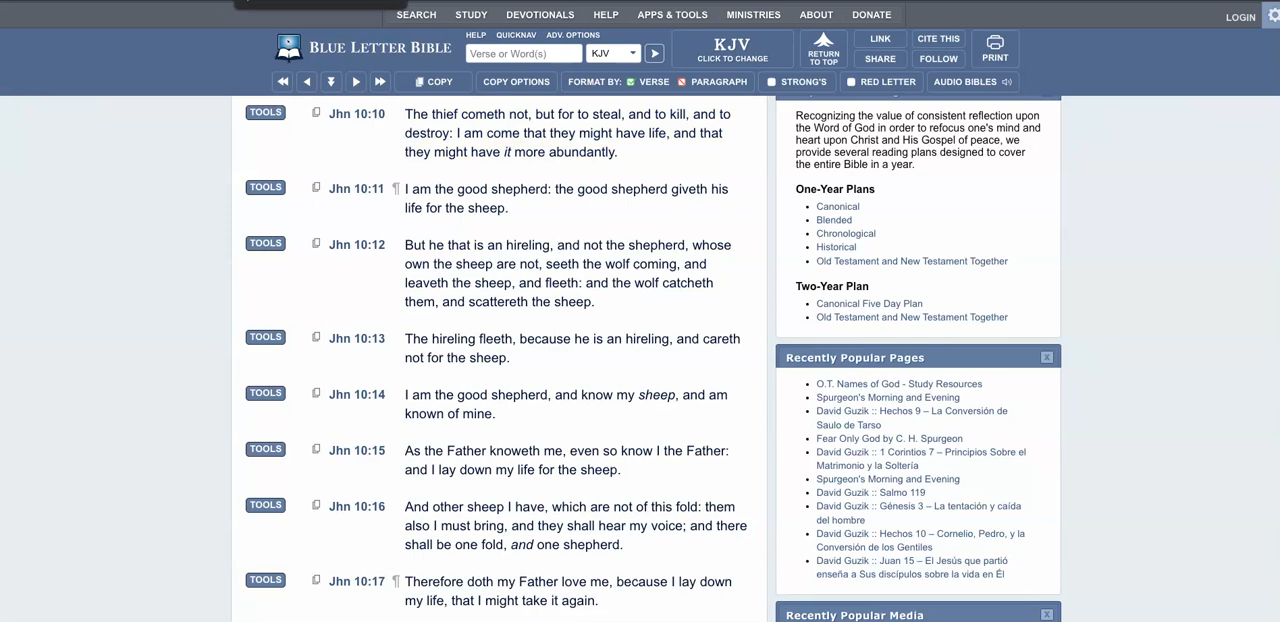 SEARCH STUDY DEVOTIONALS HELP APPS & TOOLS MINISTRIES ABOUT DONATE
LOGIN
BLUE LETTER BIBLE
HELP QUICKNAV ADV. OPTIONS
Verse or Word(s) KJV
KJV
CLICK TO CHANGE
RETURN
TO TOP
LINK CITE THIS
SHARE FOLLOW
PRINT
COPY COPY OPTIONS FORMAT BY: VERSE PARAGRAPH STRONG'S RED LETTER AUDIO BIBLES
TOOLS Jhn 10:10 The thief cometh not, but for to steal, and to kill, and to
destroy: I am come that they might have life, and that
they might have it more abundantly.
TOOLS Jhn 10:11 ¶ I am the good shepherd: the good shepherd giveth his
life for the sheep.
TOOLS Jhn 10:12 But he that is an hireling, and not the shepherd, whose
own the sheep are not, seeth the wolf coming, and
leaveth the sheep, and fleeth: and the wolf catcheth
them, and scattereth the sheep.
TOOLS Jhn 10:13 The hireling fleeth, because he is an hireling, and careth
not for the sheep.
TOOLS Jhn 10:14 I am the good shepherd, and know my sheep, and am
known of mine.
TOOLS Jhn 10:15 As the Father knoweth me, even so know I the Father:
and I lay down my life for the sheep.
TOOLS Jhn 10:16 And other sheep I have, which are not of this fold: them
also I must bring, and they shall hear my voice; and there
shall be one fold, and one shepherd.
TOOLS Jhn 10:17 ¶ Therefore doth my Father love me, because I lay down
my life, that I might take it again.
Recognizing the value of consistent reflection upon
the Word of God in order to refocus one's mind and
heart upon Christ and His Gospel of peace, we
provide several reading plans designed to cover
the entire Bible in a year.
One-Year Plans
• Canonical
• Blended
• Chronological
• Historical
• Old Testament and New Testament Together
Two-Year Plan
• Canonical Five Day Plan
• Old Testament and New Testament Together
Recently Popular Pages X
• O.T. Names of God - Study Resources
• Spurgeon's Morning and Evening
• David Guzik :: Hechos 9 – La Conversión de
Saulo de Tarso
• Fear Only God by C. H. Spurgeon
• David Guzik :: 1 Corintios 7 – Principios Sobre el
Matrimonio y la Soltería
• Spurgeon's Morning and Evening
• David Guzik :: Salmo 119
• David Guzik :: Génesis 3 – La tentación y caída
del hombre
• David Guzik :: Hechos 10 – Cornelio, Pedro, y la
Conversión de los Gentiles
• David Guzik :: Juan 15 – El Jesús que partió
enseña a Sus discípulos sobre la vida en Él
Recently Popular Media X